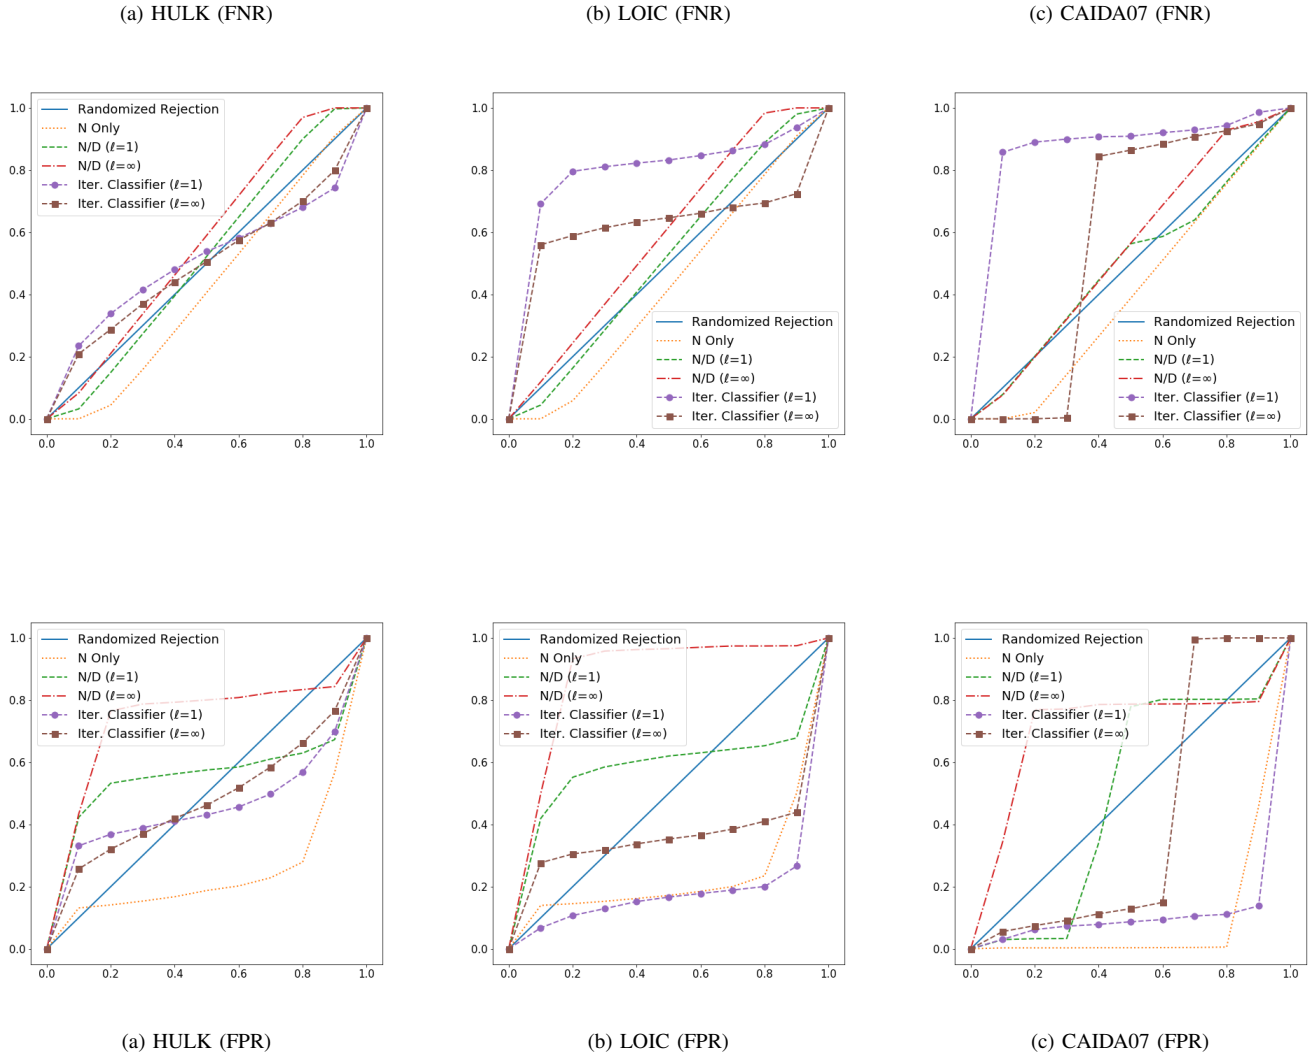 (a) HULK (FNR)
(b) LOIC (FNR)
(c) CAIDA07 (FNR)
1.0
0.8
0.6
0.4
0.2
0.0
0.0 0.2 0.4 0.6 0.8 1.0
Randomized Rejection
N Only
N/D (ℓ=1)
N/D (ℓ=∞)
Iter. Classifier (ℓ=1)
Iter. Classifier (ℓ=∞)
1.0
0.8
0.6
0.4
0.2
0.0
0.0 0.2 0.4 0.6 0.8 1.0
Randomized Rejection
N Only
N/D (ℓ=1)
N/D (ℓ=∞)
Iter. Classifier (ℓ=1)
Iter. Classifier (ℓ=∞)
1.0
0.8
0.6
0.4
0.2
0.0
0.0 0.2 0.4 0.6 0.8 1.0
Randomized Rejection
N Only
N/D (ℓ=1)
N/D (ℓ=∞)
Iter. Classifier (ℓ=1)
Iter. Classifier (ℓ=∞)
1.0
0.8
0.6
0.4
0.2
0.0
0.0 0.2 0.4 0.6 0.8 1.0
Randomized Rejection
N Only
N/D (ℓ=1)
N/D (ℓ=∞)
Iter. Classifier (ℓ=1)
Iter. Classifier (ℓ=∞)
1.0
0.8
0.6
0.4
0.2
0.0
0.0 0.2 0.4 0.6 0.8 1.0
Randomized Rejection
N Only
N/D (ℓ=1)
N/D (ℓ=∞)
Iter. Classifier (ℓ=1)
Iter. Classifier (ℓ=∞)
1.0
0.8
0.6
0.4
0.2
0.0
0.0 0.2 0.4 0.6 0.8 1.0
Randomized Rejection
N Only
N/D (ℓ=1)
N/D (ℓ=∞)
Iter. Classifier (ℓ=1)
Iter. Classifier (ℓ=∞)
(a) HULK (FPR)
(b) LOIC (FPR)
(c) CAIDA07 (FPR)